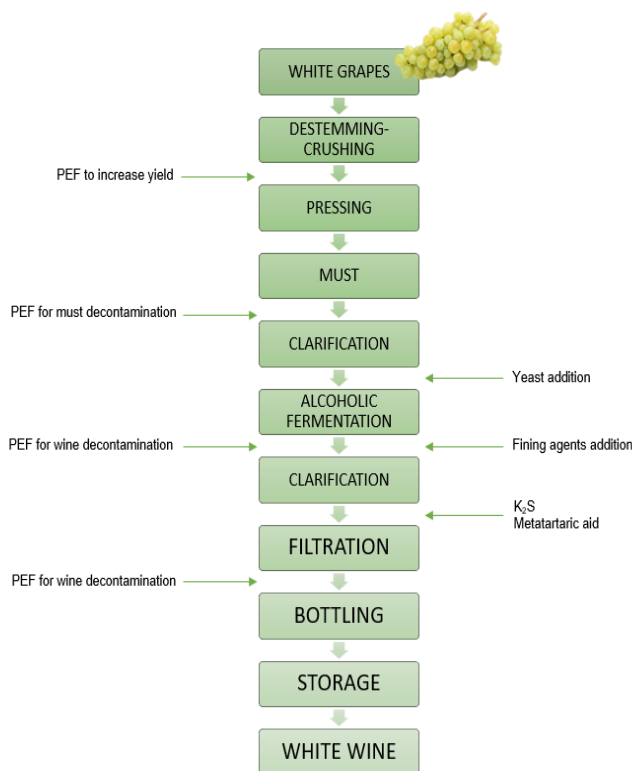 WHITE GRAPES
DESTEMMING-
CRUSHING
PEF to increase yield
PRESSING
MUST
PEF for must decontamination
CLARIFICATION
Yeast addition
ALCOHOLIC
FERMENTATION
PEF for wine decontamination
Fining agents addition
CLARIFICATION
K₂S
Metatartaric aid
FILTRATION
PEF for wine decontamination
BOTTLING
STORAGE
WHITE WINE